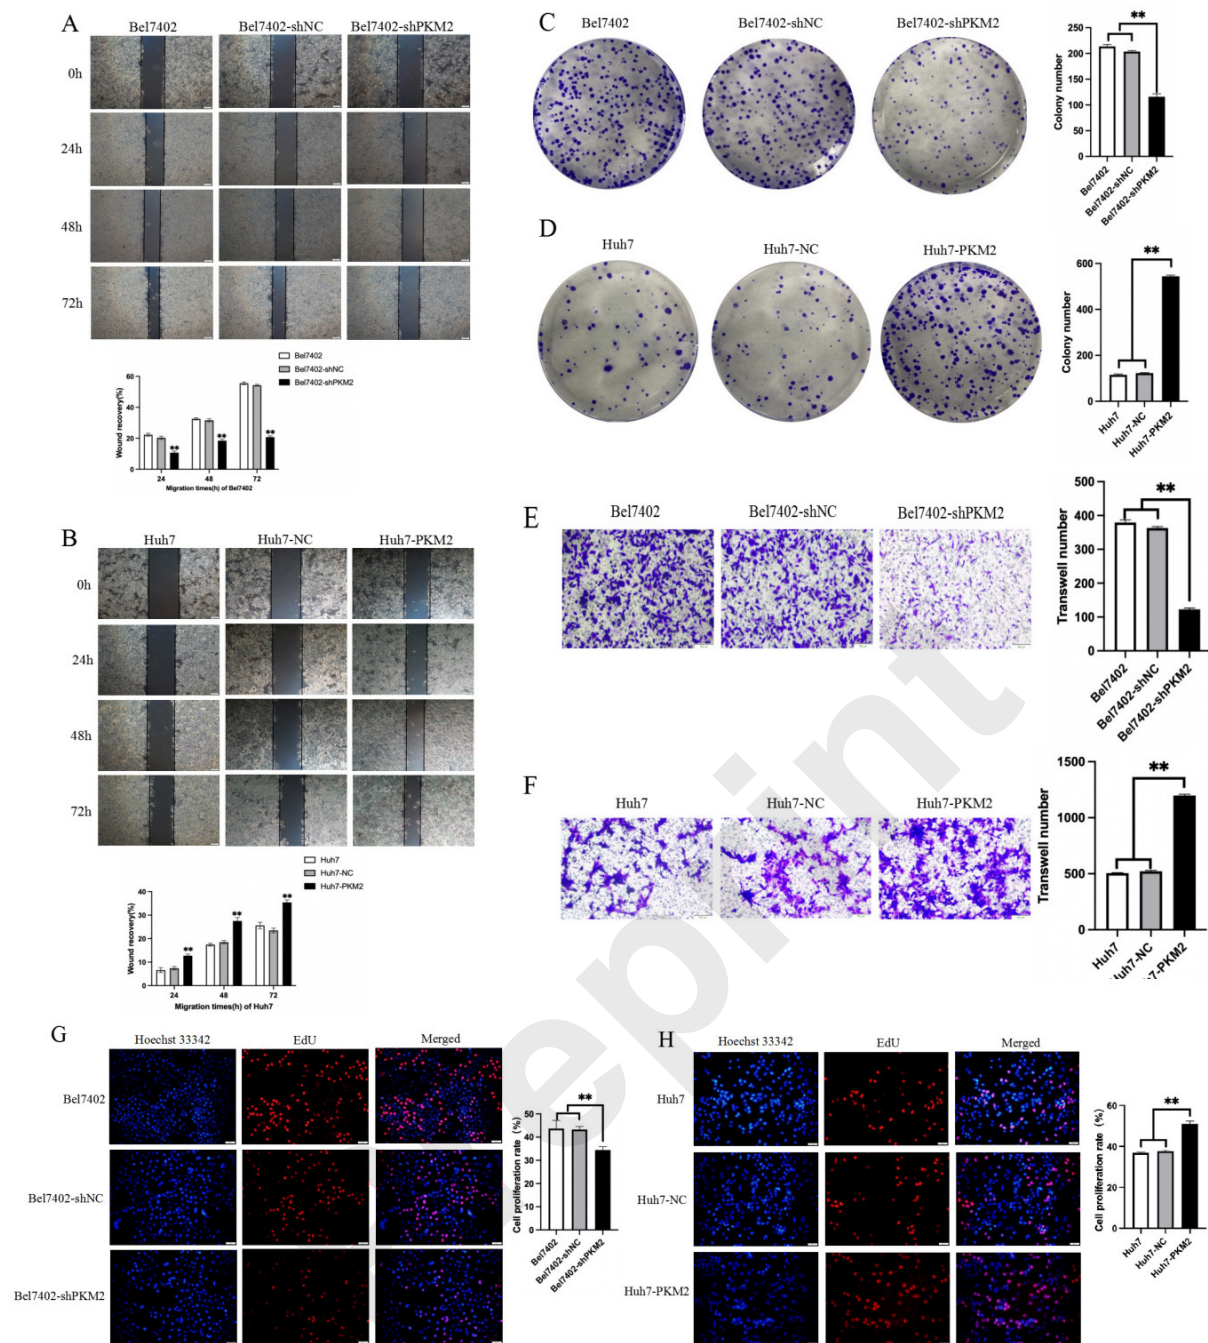 A
Bel7402 Bel7402-shNC Bel7402-shPKM2
0h
24h
48h
72h
Bel7402
Bel7402-shNC
Bel7402-shPKM2
Wound recovery(%)
60
40
20
0
** ** **
24 48 72
Migration times(h) of Bel7402
B
Huh7 Huh7-NC Huh7-PKM2
0h
24h
48h
72h
Huh7
Huh7-NC
Huh7-PKM2
Wound recovery(%)
40
30
20
10
0
** ** **
24 48 72
Migration times(h) of Huh7
C
Bel7402 Bel7402-shNC Bel7402-shPKM2
Colony number
250
200
150
100
50
0
**
Bel7402
Bel7402-shNC
Bel7402-shPKM2
D
Huh7 Huh7-NC Huh7-PKM2
Colony number
600
400
200
0
**
Huh7
Huh7-NC
Huh7-PKM2
E
Bel7402 Bel7402-shNC Bel7402-shPKM2
Transwell number
500
400
300
200
100
0
**
Bel7402
Bel7402-shNC
Bel7402-shPKM2
F
Huh7 Huh7-NC Huh7-PKM2
Transwell number
1500
1000
500
0
**
Huh7
Huh7-NC
h7-PKM2
G
Hoechst 33342 EdU Merged
Bel7402
Bel7402-shNC
Bel7402-shPKM2
Cell proliferation rate (%)
50
40
30
20
10
0
**
Bel7402
Bel7402-shNC
Bel7402-shPKM2
H
Hoechst 33342 EdU Merged
Huh7
Huh7-NC
Huh7-PKM2
Cell proliferation rate (%)
60
40
20
0
**
Huh7
Huh7-NC
Huh7-PKM2
eprint